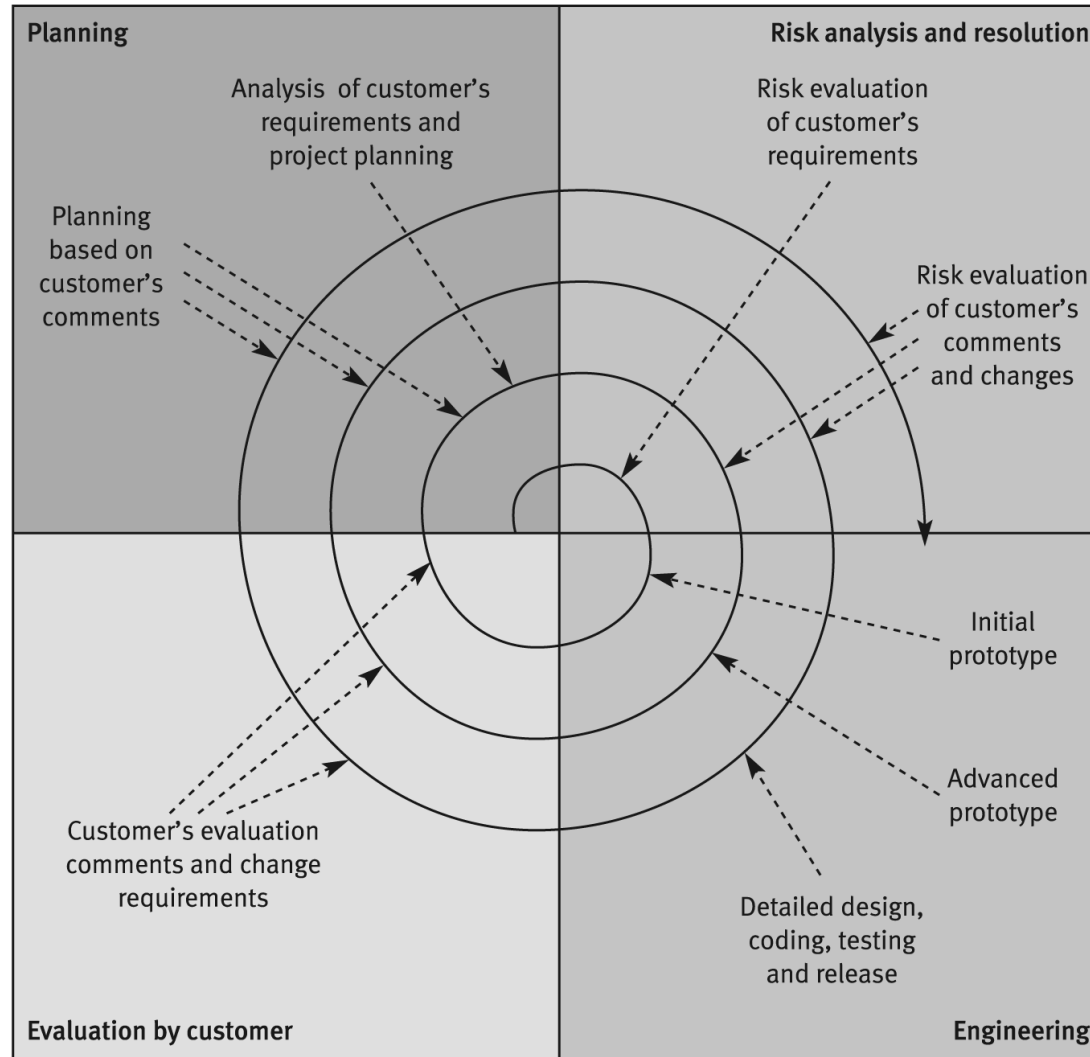 Planning
Risk analysis and resolution
Analysis of customer's
requirements and
project planning
Risk evaluation
of customer's
requirements
Planning
based on
customer's
comments
Risk evaluation
of customer's
comments
and changes
Initial
prototype
Advanced
prototype
Customer's evaluation
comments and change
requirements
Detailed design,
coding, testing
and release
Evaluation by customer
Engineering